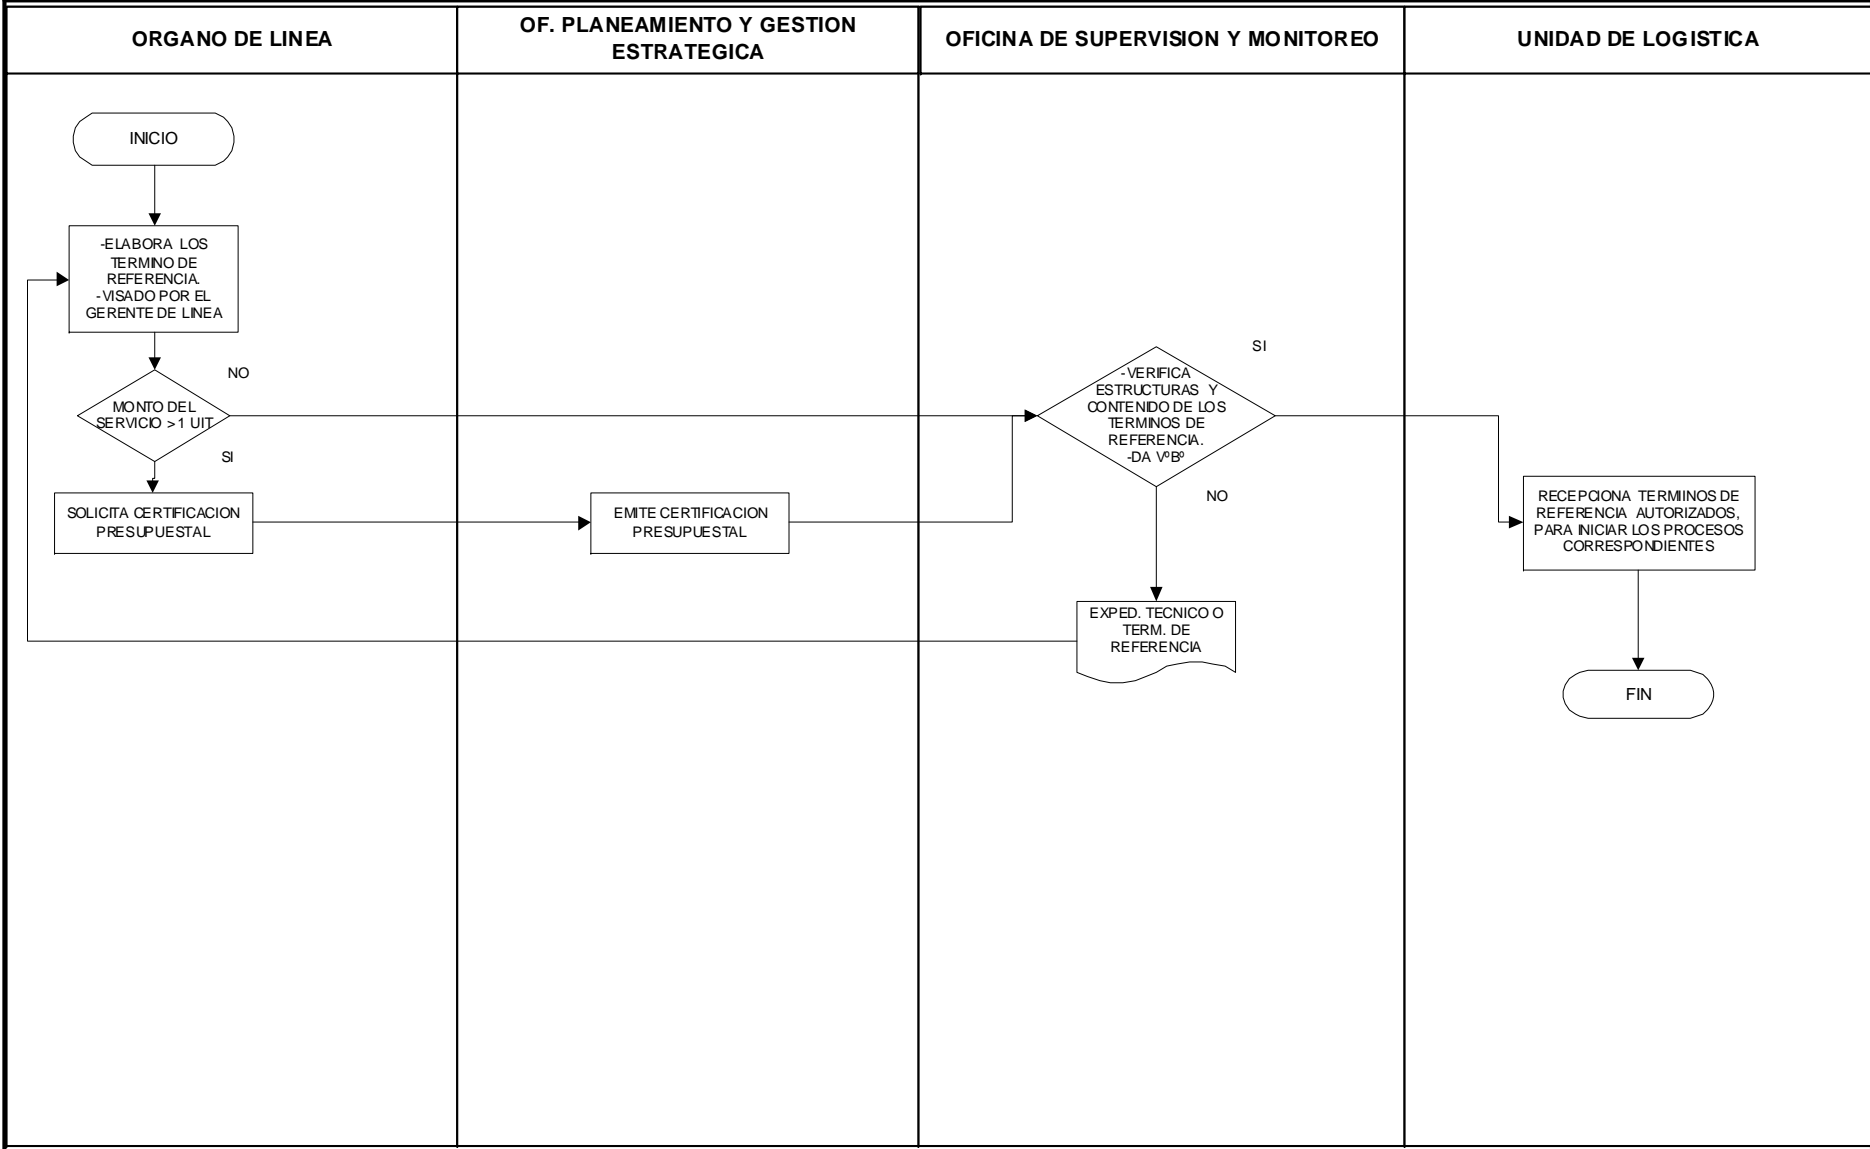 ORGANO DE LINEA
OF. PLANEAMIENTO Y GESTION
ESTRATEGICA
OFICINA DE SUPERVISION Y MONITOREO
UNIDAD DE LOGISTICA
INICIO
-ELABORA LOS
TERMINO DE
REFERENCIA.
-VISADO POR EL
GERENTE DE LINEA
NO
MONTO DEL
SERVICIO >1 UIT
SI
SOLICITA CERTIFICACION
PRESUPUESTAL
EMITE CERTIFICACION
PRESUPUESTAL
SI
-VERIFICA
ESTRUCTURAS Y
CONTENIDO DE LOS
TERMINOS DE
REFERENCIA.
-DA VºBº
NO
EXPED. TECNICO O
TERM. DE
REFERENCIA
RECEPCIONA TERMINOS DE
REFERENCIA AUTORIZADOS,
PARA INICIAR LOS PROCESOS
CORRESPONDIENTES
FIN